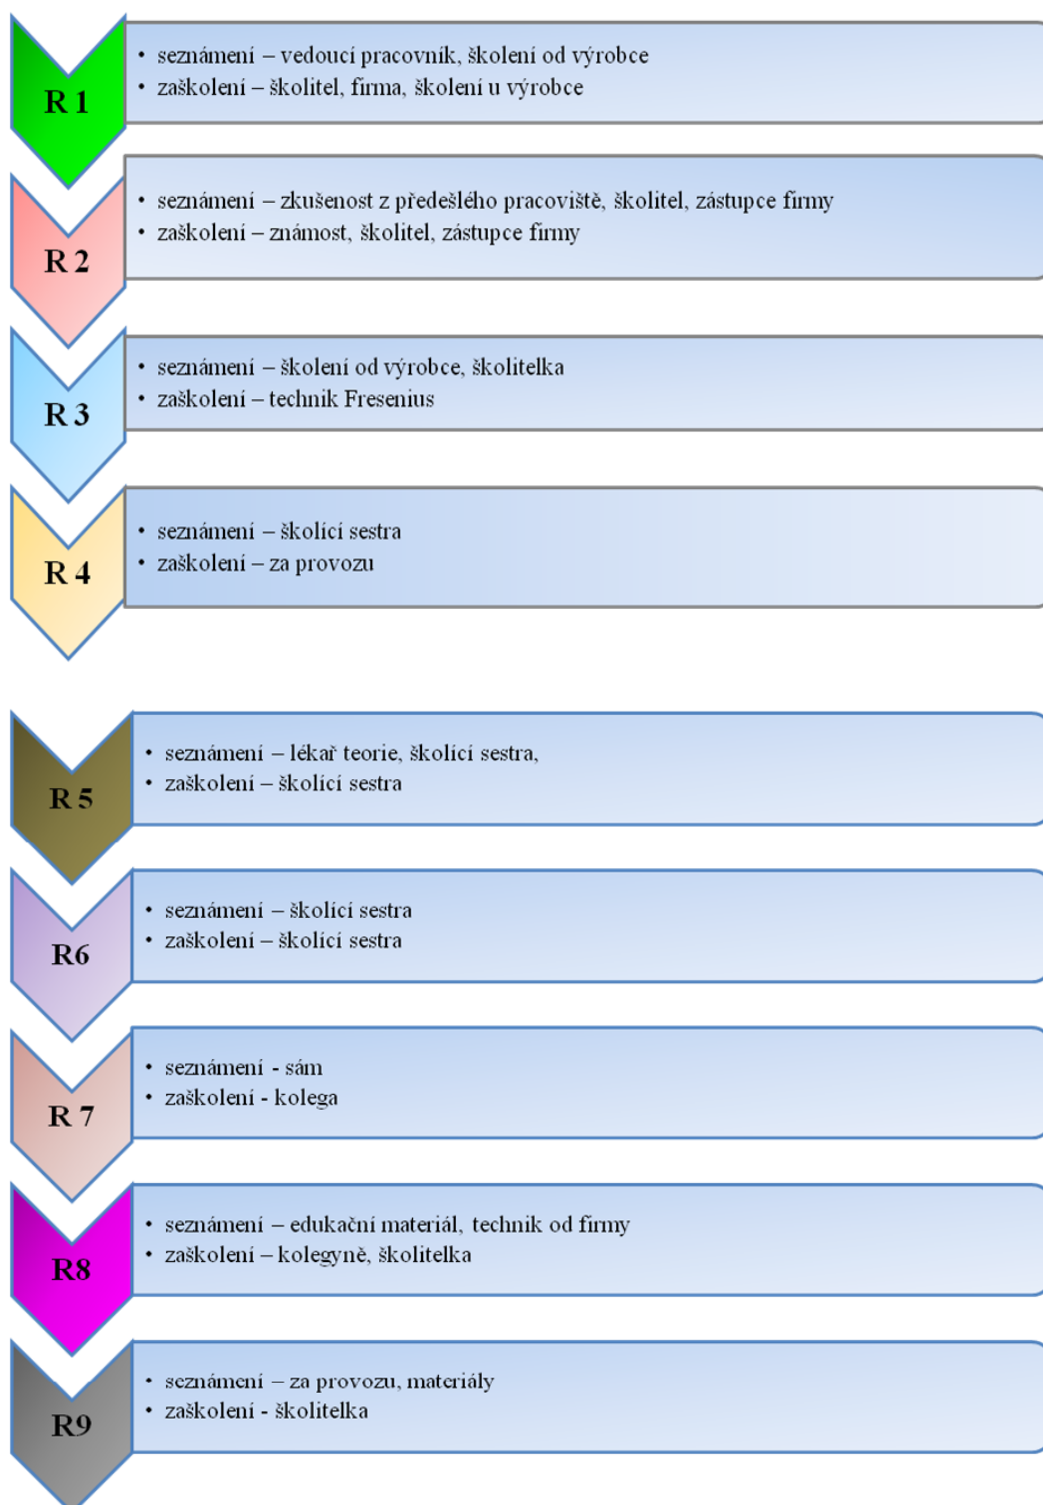 R 1
• seznámení – vedoucí pracovník, školení od výrobce
• zaškolení – školitel, firma, školení u výrobce
R 2
• seznámení – zkušenost z předešlého pracoviště, školitel, zástupce firmy
• zaškolení – známost, školitel, zástupce firmy
R 3
• seznámení – školení od výrobce, školitelka
• zaškolení – technik Fresenius
R 4
• seznámení – školící sestra
• zaškolení – za provozu
R 5
• seznámení – lékař teorie, školící sestra,
• zaškolení – školící sestra
R6
• seznámení – školící sestra
• zaškolení – školící sestra
R 7
• seznámení - sám
• zaškolení - kolega
R8
• seznámení – edukační materiál, technik od firmy
• zaškolení – kolegyně, školitelka
R9
• seznámení – za provozu, materiály
• zaškolení - školitelka